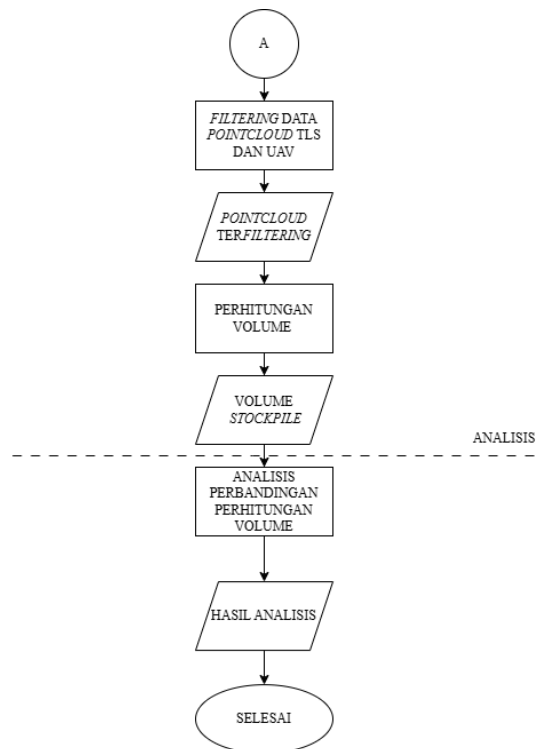 A
FILTERING DATA
POINTCLOUD TLS
DAN UAV
POINTCLOUD
TERFILTERING
PERHITUNGAN
VOLUME
VOLUME
STOCKPILE
ANALISIS
ANALISIS
PERBANDINGAN
PERHITUNGAN
VOLUME
HASIL ANALISIS
SELESAI